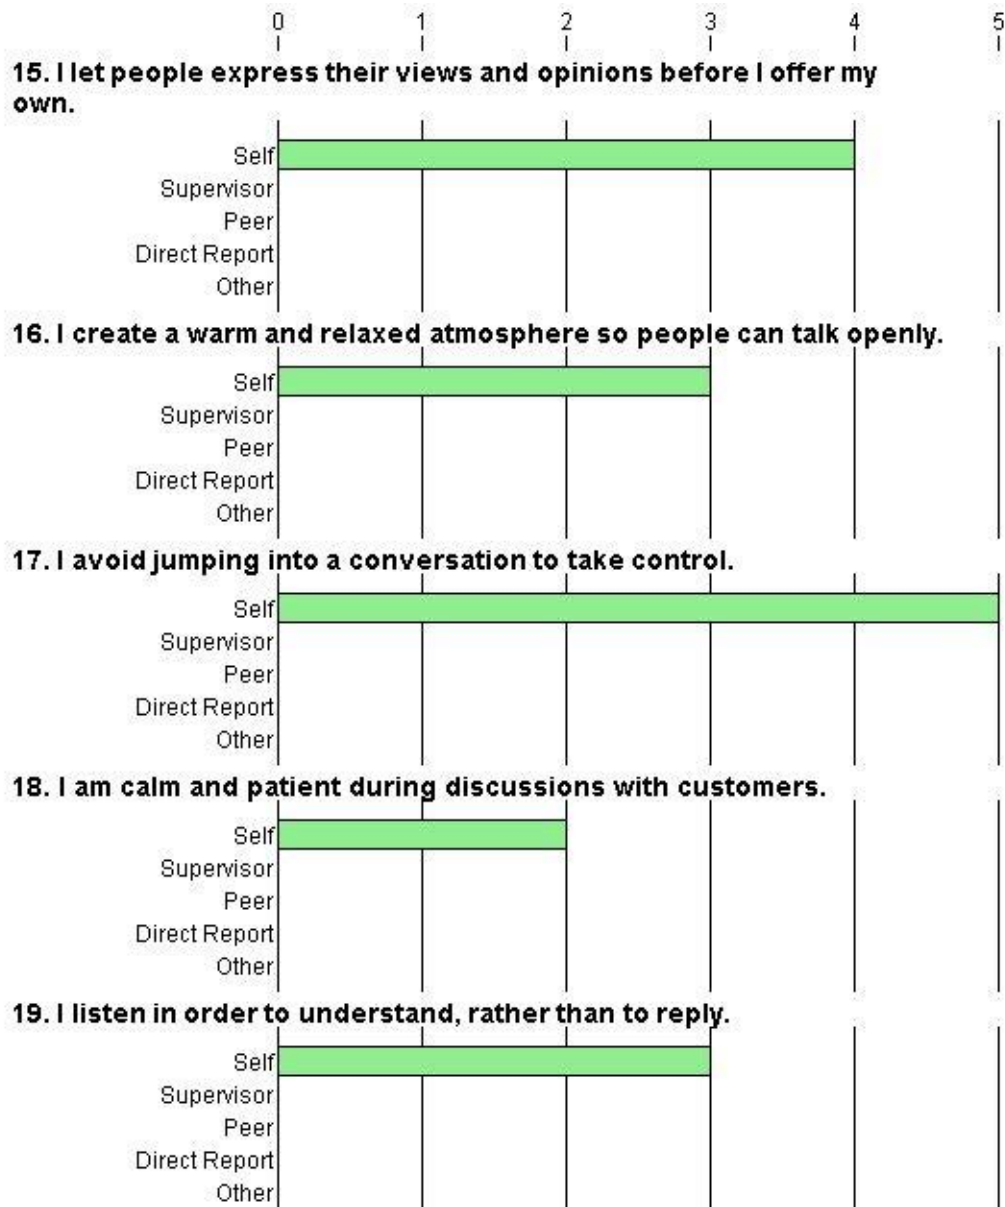 0 1 2 3 4 5
15. I let people express their views and opinions before I offer my
own.
Self
Supervisor
Peer
Direct Report
Other
16. I create a warm and relaxed atmosphere so people can talk openly.
Self
Supervisor
Peer
Direct Report
Other
17. I avoid jumping into a conversation to take control.
Self
Supervisor
Peer
Direct Report
Other
18. I am calm and patient during discussions with customers.
Self
Supervisor
Peer
Direct Report
Other
19. I listen in order to understand, rather than to reply.
Self
Supervisor
Peer
Direct Report
Other